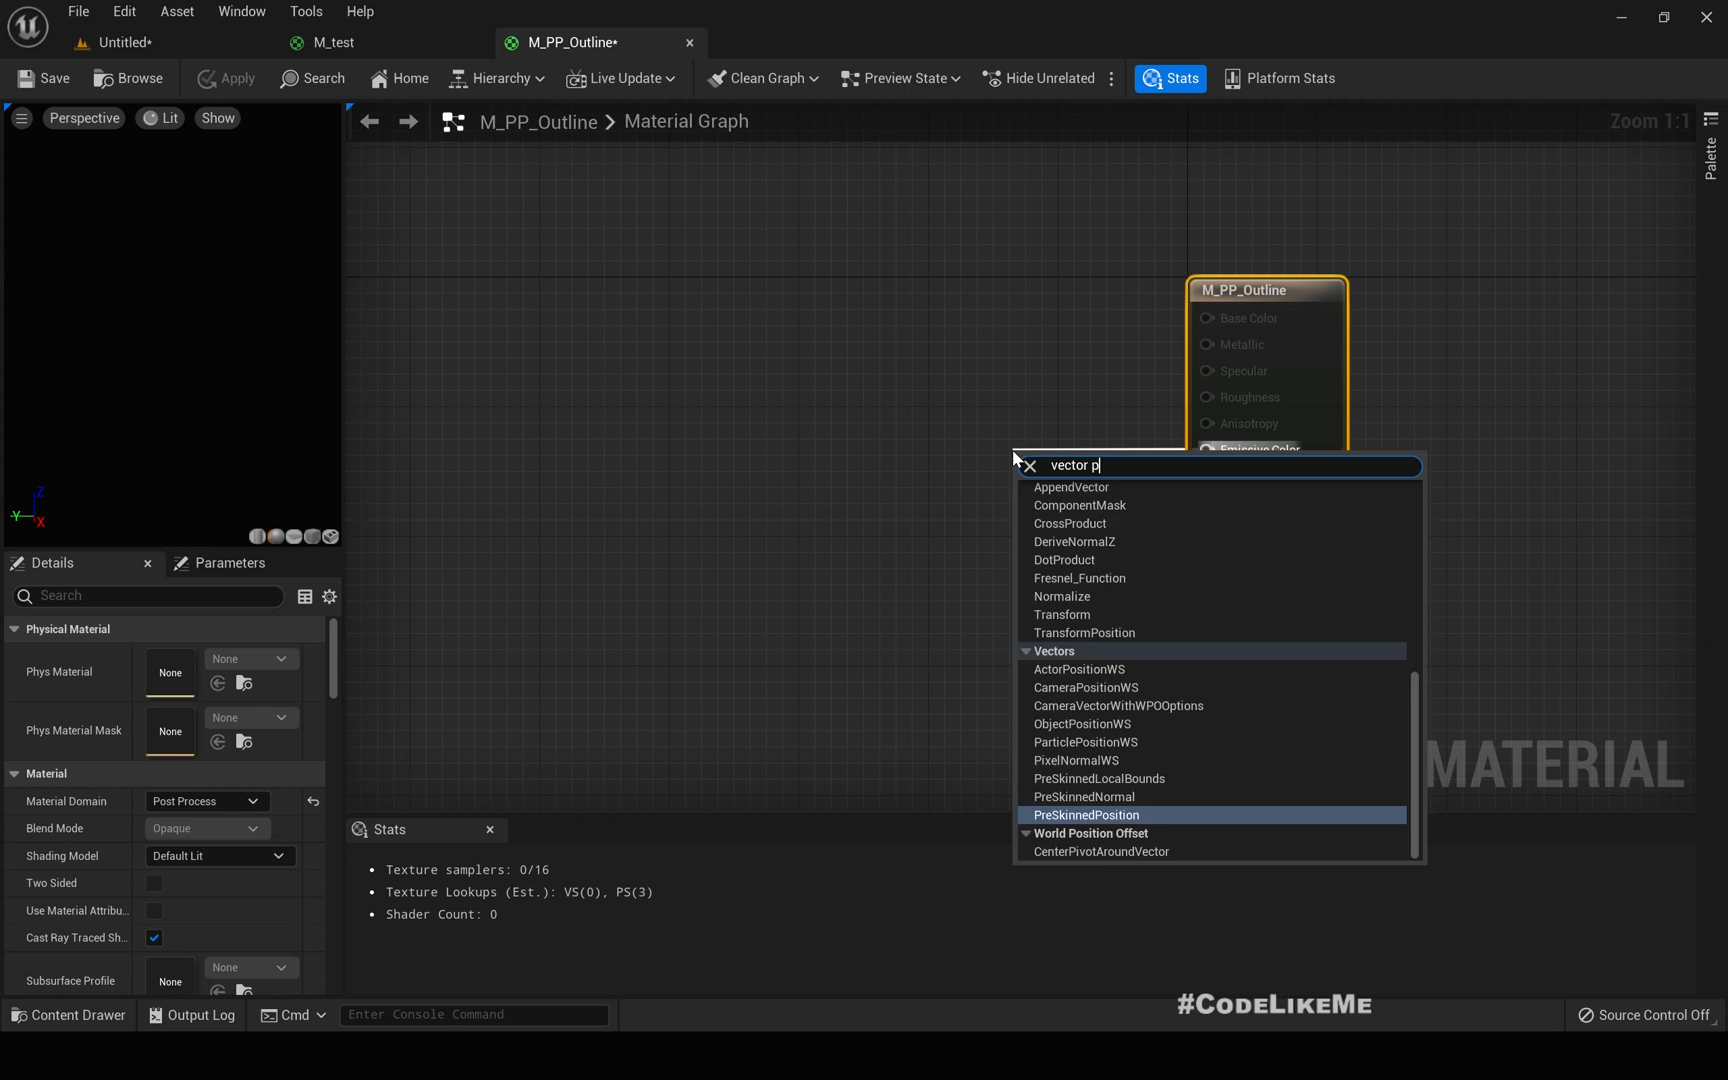 File Edit Asset Window Tools Help
Untitled* M_test M_PP_Outline*
Save Browse Apply Search Home Hierarchy Live Update Clean Graph Preview State Hide Unrelated Stats Platform Stats
Perspective Lit Show
M_PP_Outline > Material Graph
Zoom 1:1
Palette
M_PP_Outline
Base Color
Metallic
Specular
Roughness
Anisotropy
Emissive Color
vector p
AppendVector
ComponentMask
CrossProduct
DeriveNormalZ
DotProduct
Fresnel_Function
Normalize
Transform
TransformPosition
Vectors
ActorPositionWS
CameraPositionWS
CameraVectorWithWPOOptions
ObjectPositionWS
ParticlePositionWS
PixelNormalWS
PreSkinnedLocalBounds
PreSkinnedNormal
PreSkinnedPosition
World Position Offset
CenterPivotAroundVector
MATERIAL
Z
Y
X
Details Parameters
Search
Physical Material
Phys Material None None
Phys Material Mask None None
Material
Material Domain Post Process
Blend Mode Opaque
Shading Model Default Lit
Two Sided
Use Material Attribu...
Cast Ray Traced Sh...
Subsurface Profile None None
Stats
• Texture samplers: 0/16
• Texture Lookups (Est.): VS(0), PS(3)
• Shader Count: 0
#CodeLikeMe
Content Drawer Output Log Cmd Enter Console Command Source Control Off